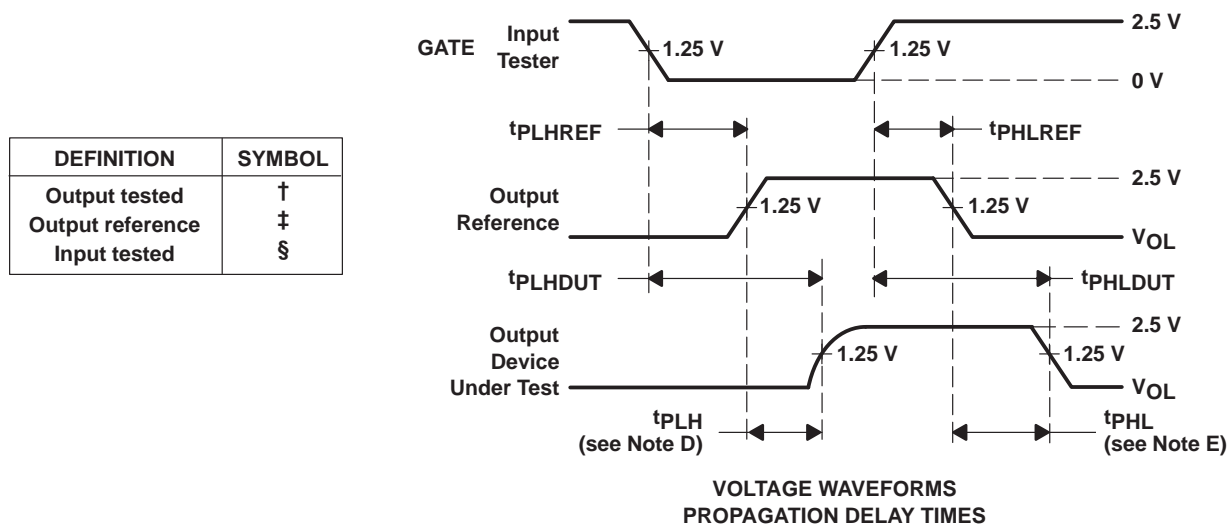 DEFINITION SYMBOL
Output tested †
Output reference ‡
Input tested §
GATE Input
Tester
1.25 V
1.25 V
2.5 V
0 V
tPLHREF
tPHLREF
Output
Reference
1.25 V
1.25 V
2.5 V
VOL
tPLHDUT
tPHLDUT
Output
Device
Under Test
1.25 V
1.25 V
2.5 V
VOL
tPLH
(see Note D)
tPHL
(see Note E)
VOLTAGE WAVEFORMS
PROPAGATION DELAY TIMES